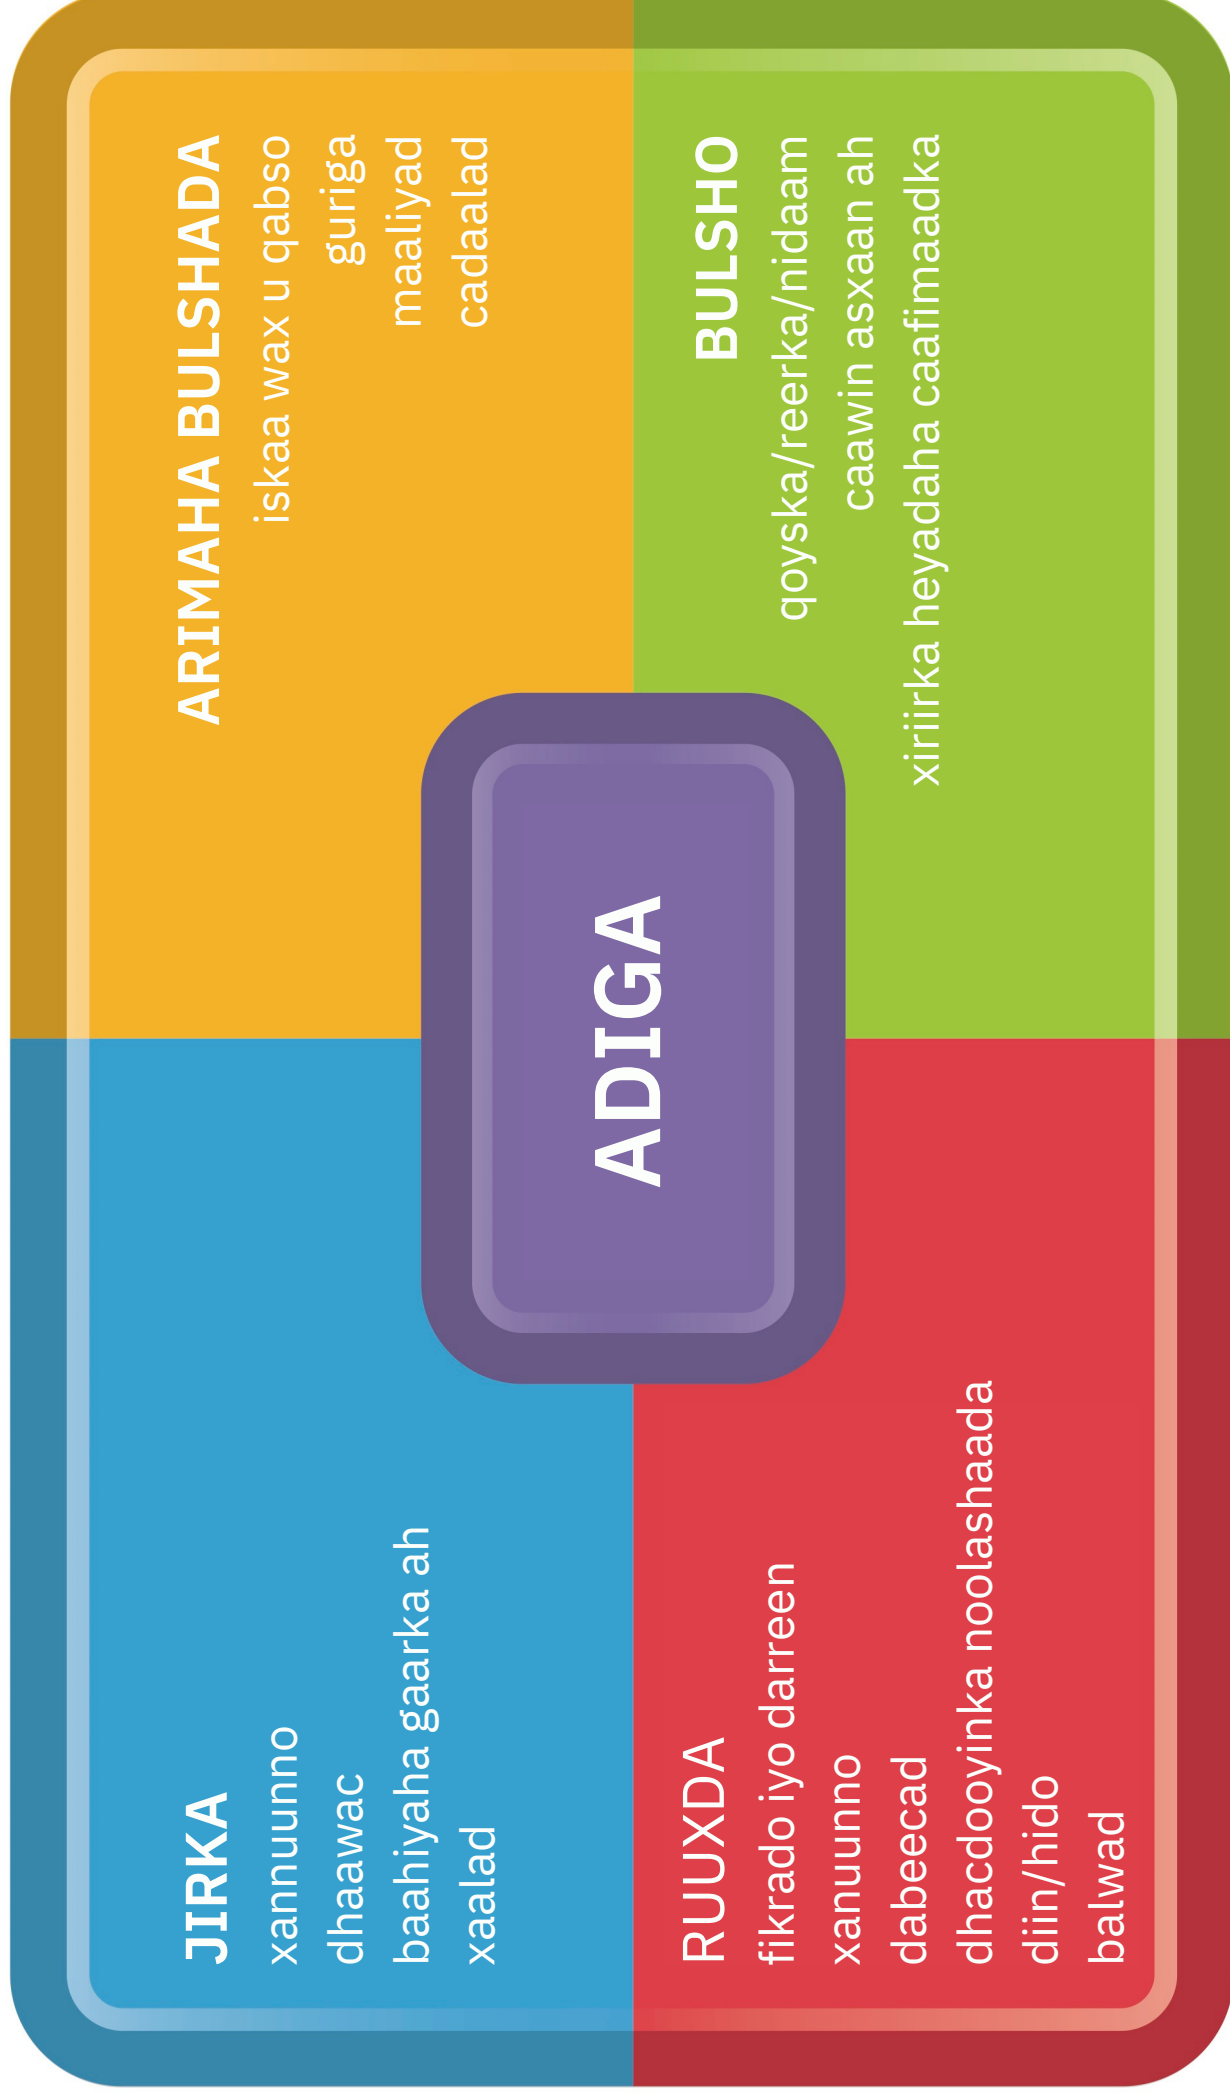 JIRKA
xannuunno
dhaawac
baahiyaha gaarka ah
xaalad
ARIMAHA BULSHADA
iskaa wax u qabso
guriga
maaliyad
cadaalad
ADIGA
RUUXDA
fikrado iyo darreen
xanuunno
dabeecad
dhacdooyinka noolashaada
diin/hido
balwad
BULSHO
qoyska/reerka/nidaam
caawin asxaan ah
xiriirka heyadaha caafimaadka